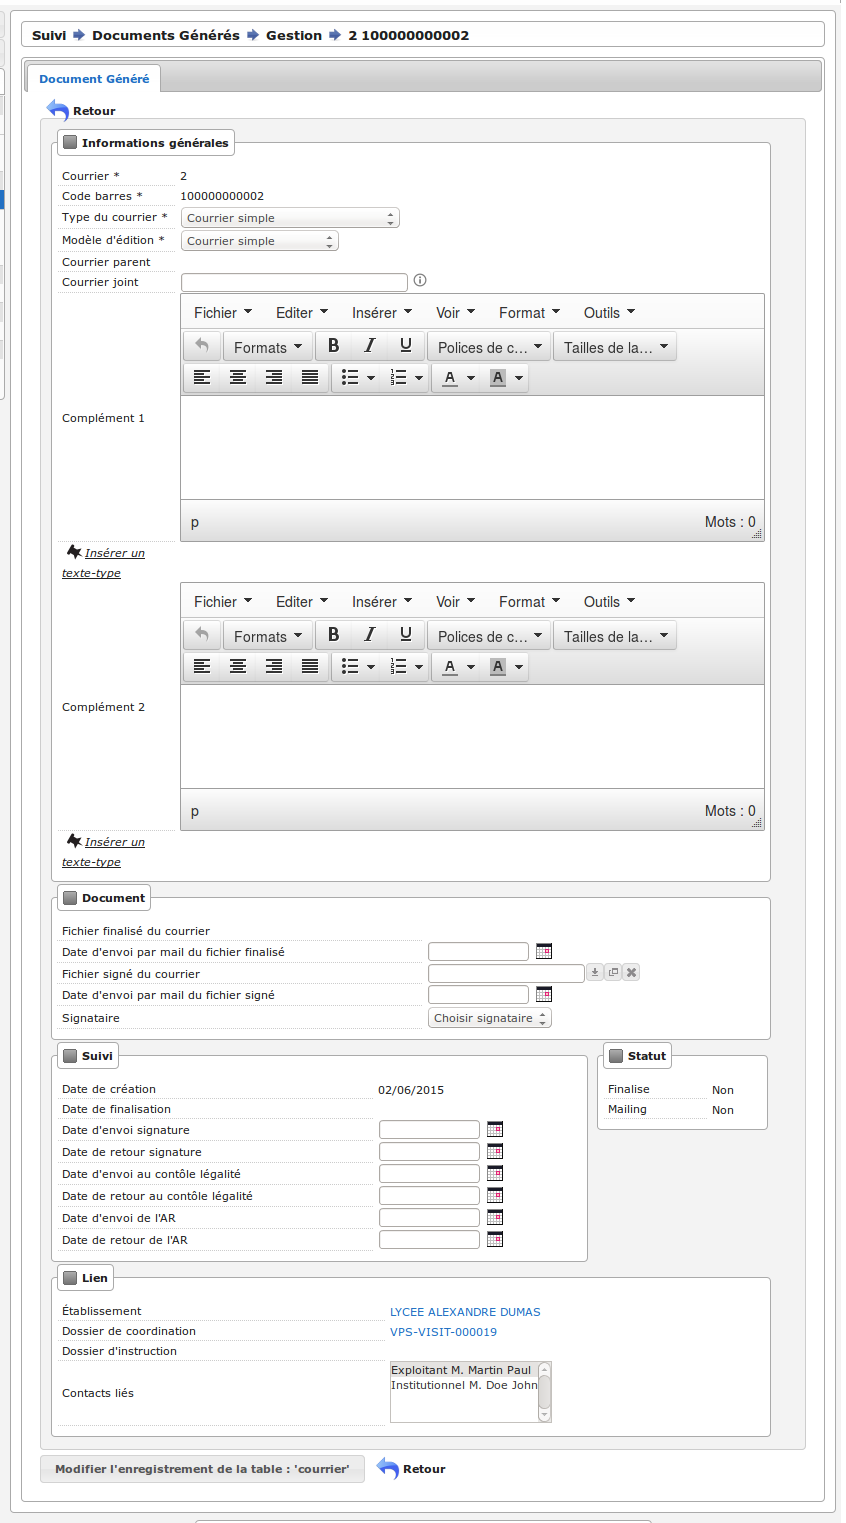 Suivi Documents Générés Gestion 2 100000000002
Document Généré
Retour
Informations générales
Courrier * 2
Code barres * 100000000002
Type du courrier * Courrier simple
Modèle d'édition * Courrier simple
Courrier parent
Courrier joint
Fichier Editer Insérer Voir Format Outils
Formats B I U Polices de c... Tailles de la...
A A
Complément 1
p Mots : 0
Insérer un
texte-type
Fichier Editer Insérer Voir Format Outils
Formats B I U Polices de c... Tailles de la...
A A
Complément 2
p Mots : 0
Insérer un
texte-type
Document
Fichier finalisé du courrier
Date d'envoi par mail du fichier finalisé
Fichier signé du courrier
Date d'envoi par mail du fichier signé
Signataire Choisir signataire
Suivi
Date de création 02/06/2015
Date de finalisation
Date d'envoi signature
Date de retour signature
Date d'envoi au contôle légalité
Date de retour au contôle légalité
Date d'envoi de l'AR
Date de retour de l'AR
Statut
Finalise Non
Mailing Non
Lien
Établissement LYCEE ALEXANDRE DUMAS
Dossier de coordination VPS-VISIT-000019
Dossier d'instruction
Contacts liés
Exploitant M. Martin Paul
Institutionnel M. Doe John
Modifier l'enregistrement de la table : 'courrier' Retour